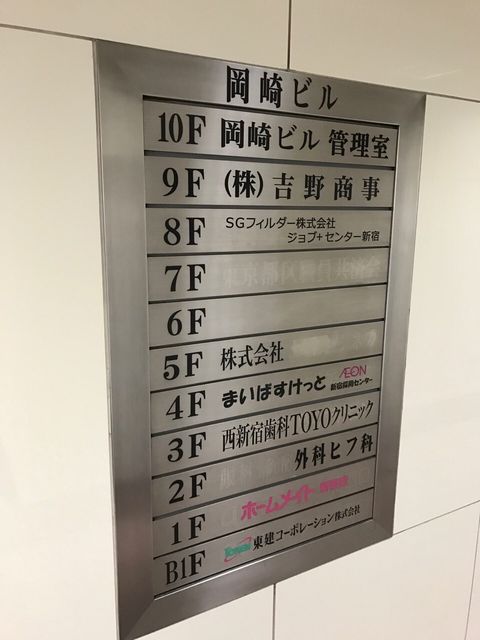 岡崎ビル
10F 岡崎ビル 管理室
9F (株)吉野商事
8F SGフィルダー株式会社
ジョブ+センター新宿
7F
6F
5F 株式会社
4F まいばすけっと ÆON 新宿採用センター
3F 西新宿歯科TOYOクリニック
2F 外科ヒフ科
1F ホームメイト
B1F 東建コーポレーション株式会社